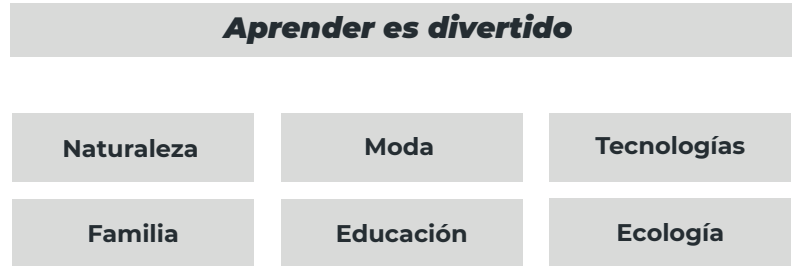 Aprender es divertido
Naturaleza
Moda
Tecnologías
Familia
Educación
Ecología